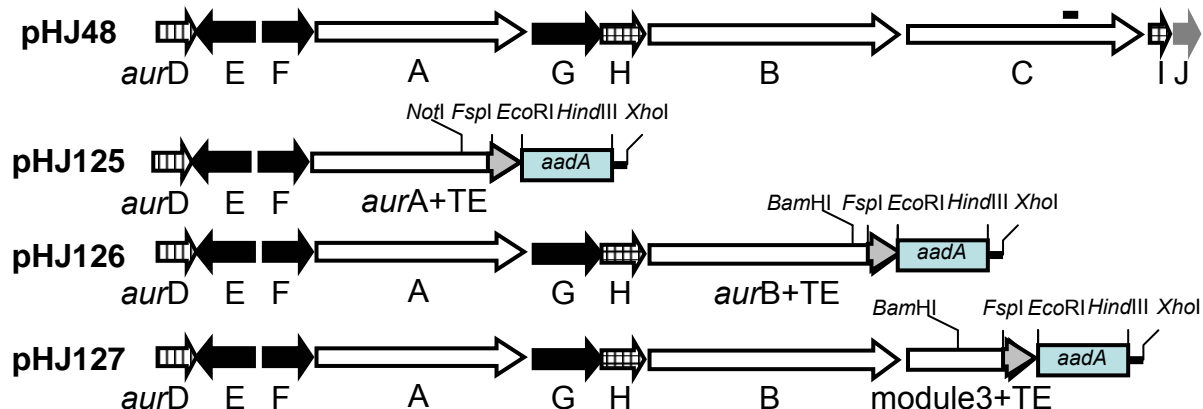 pHJ48
aurD E F A G H B C I J
NotI FspI EcoRI HindIII XhoI
pHJ125
aadA
aurD E F aurA+TE
BamHI FspI EcoRI HindIII XhoI
pHJ126
aadA
aurD E F A G H aurB+TE
BamHI FspI EcoRI HindIII XhoI
pHJ127
aadA
aurD E F A G H B module3+TE